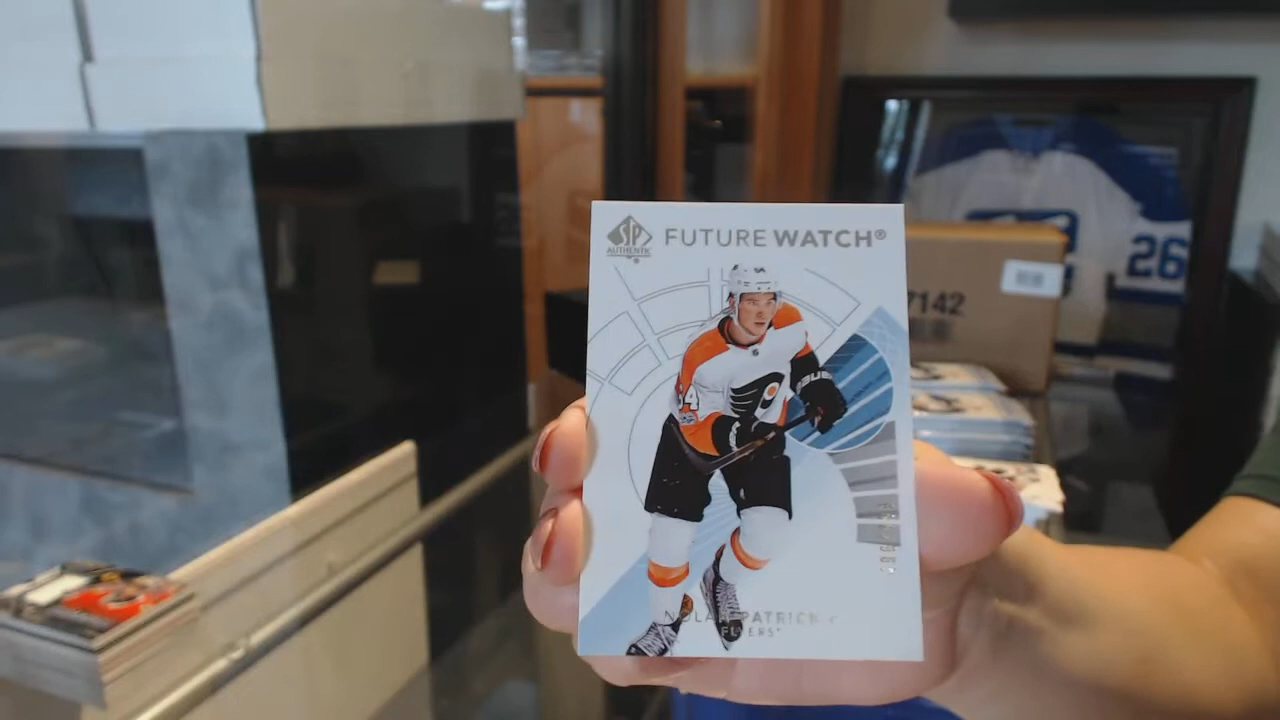 SP
AUTHENTIC
FUTURE WATCH®
NOLAN PATRICK
FLYERS
26
7142